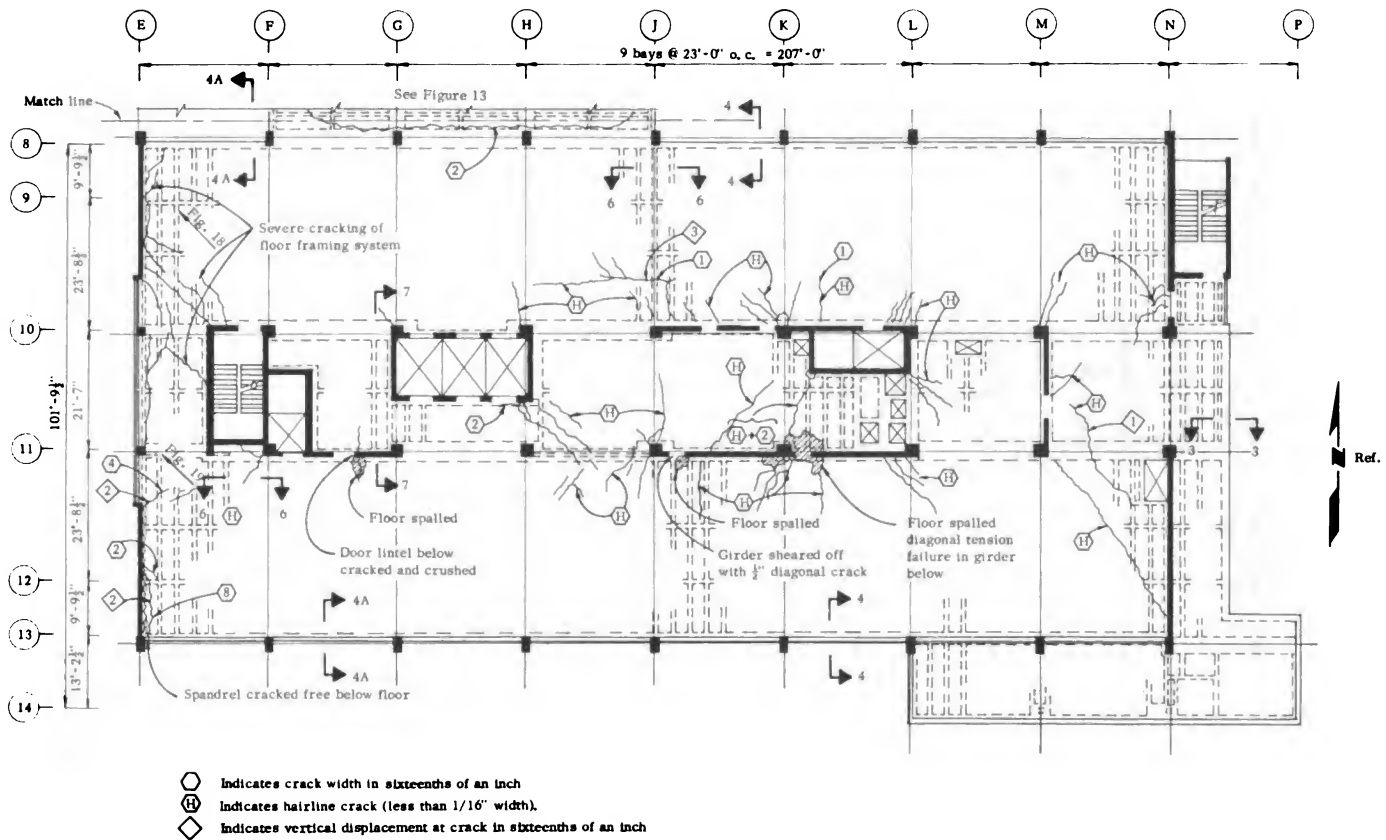 E F G H J K L M N P
9 bays @ 23'-0" o. c. = 207'-0"
4A
See Figure 13
4
Match line
8
2
4A
4
6 6
9'-9½"
9
Fig. 18
Severe cracking of
floor framing system
3
1
H
1
H
H
H
23'-8½"
7
H
10
101'-9½"
21'-7"
H
H
2
H 2
H
1
11
3 3
Ref.
4
Fig. 1
2
6 6
H
7
Floor spalled
H
H
Floor spalled
Floor spalled
diagonal tension
failure in girder
below
H
H
23'-8½"
2
Door lintel below
cracked and crushed
Girder sheared off
with ½" diagonal crack
12
2
8
4A
4
9'-9½"
13
4A
4
13'-2½"
Spandrel cracked free below floor
14
Indicates crack width in sixteenths of an inch
H Indicates hairline crack (less than 1/16" width).
Indicates vertical displacement at crack in sixteenths of an inch